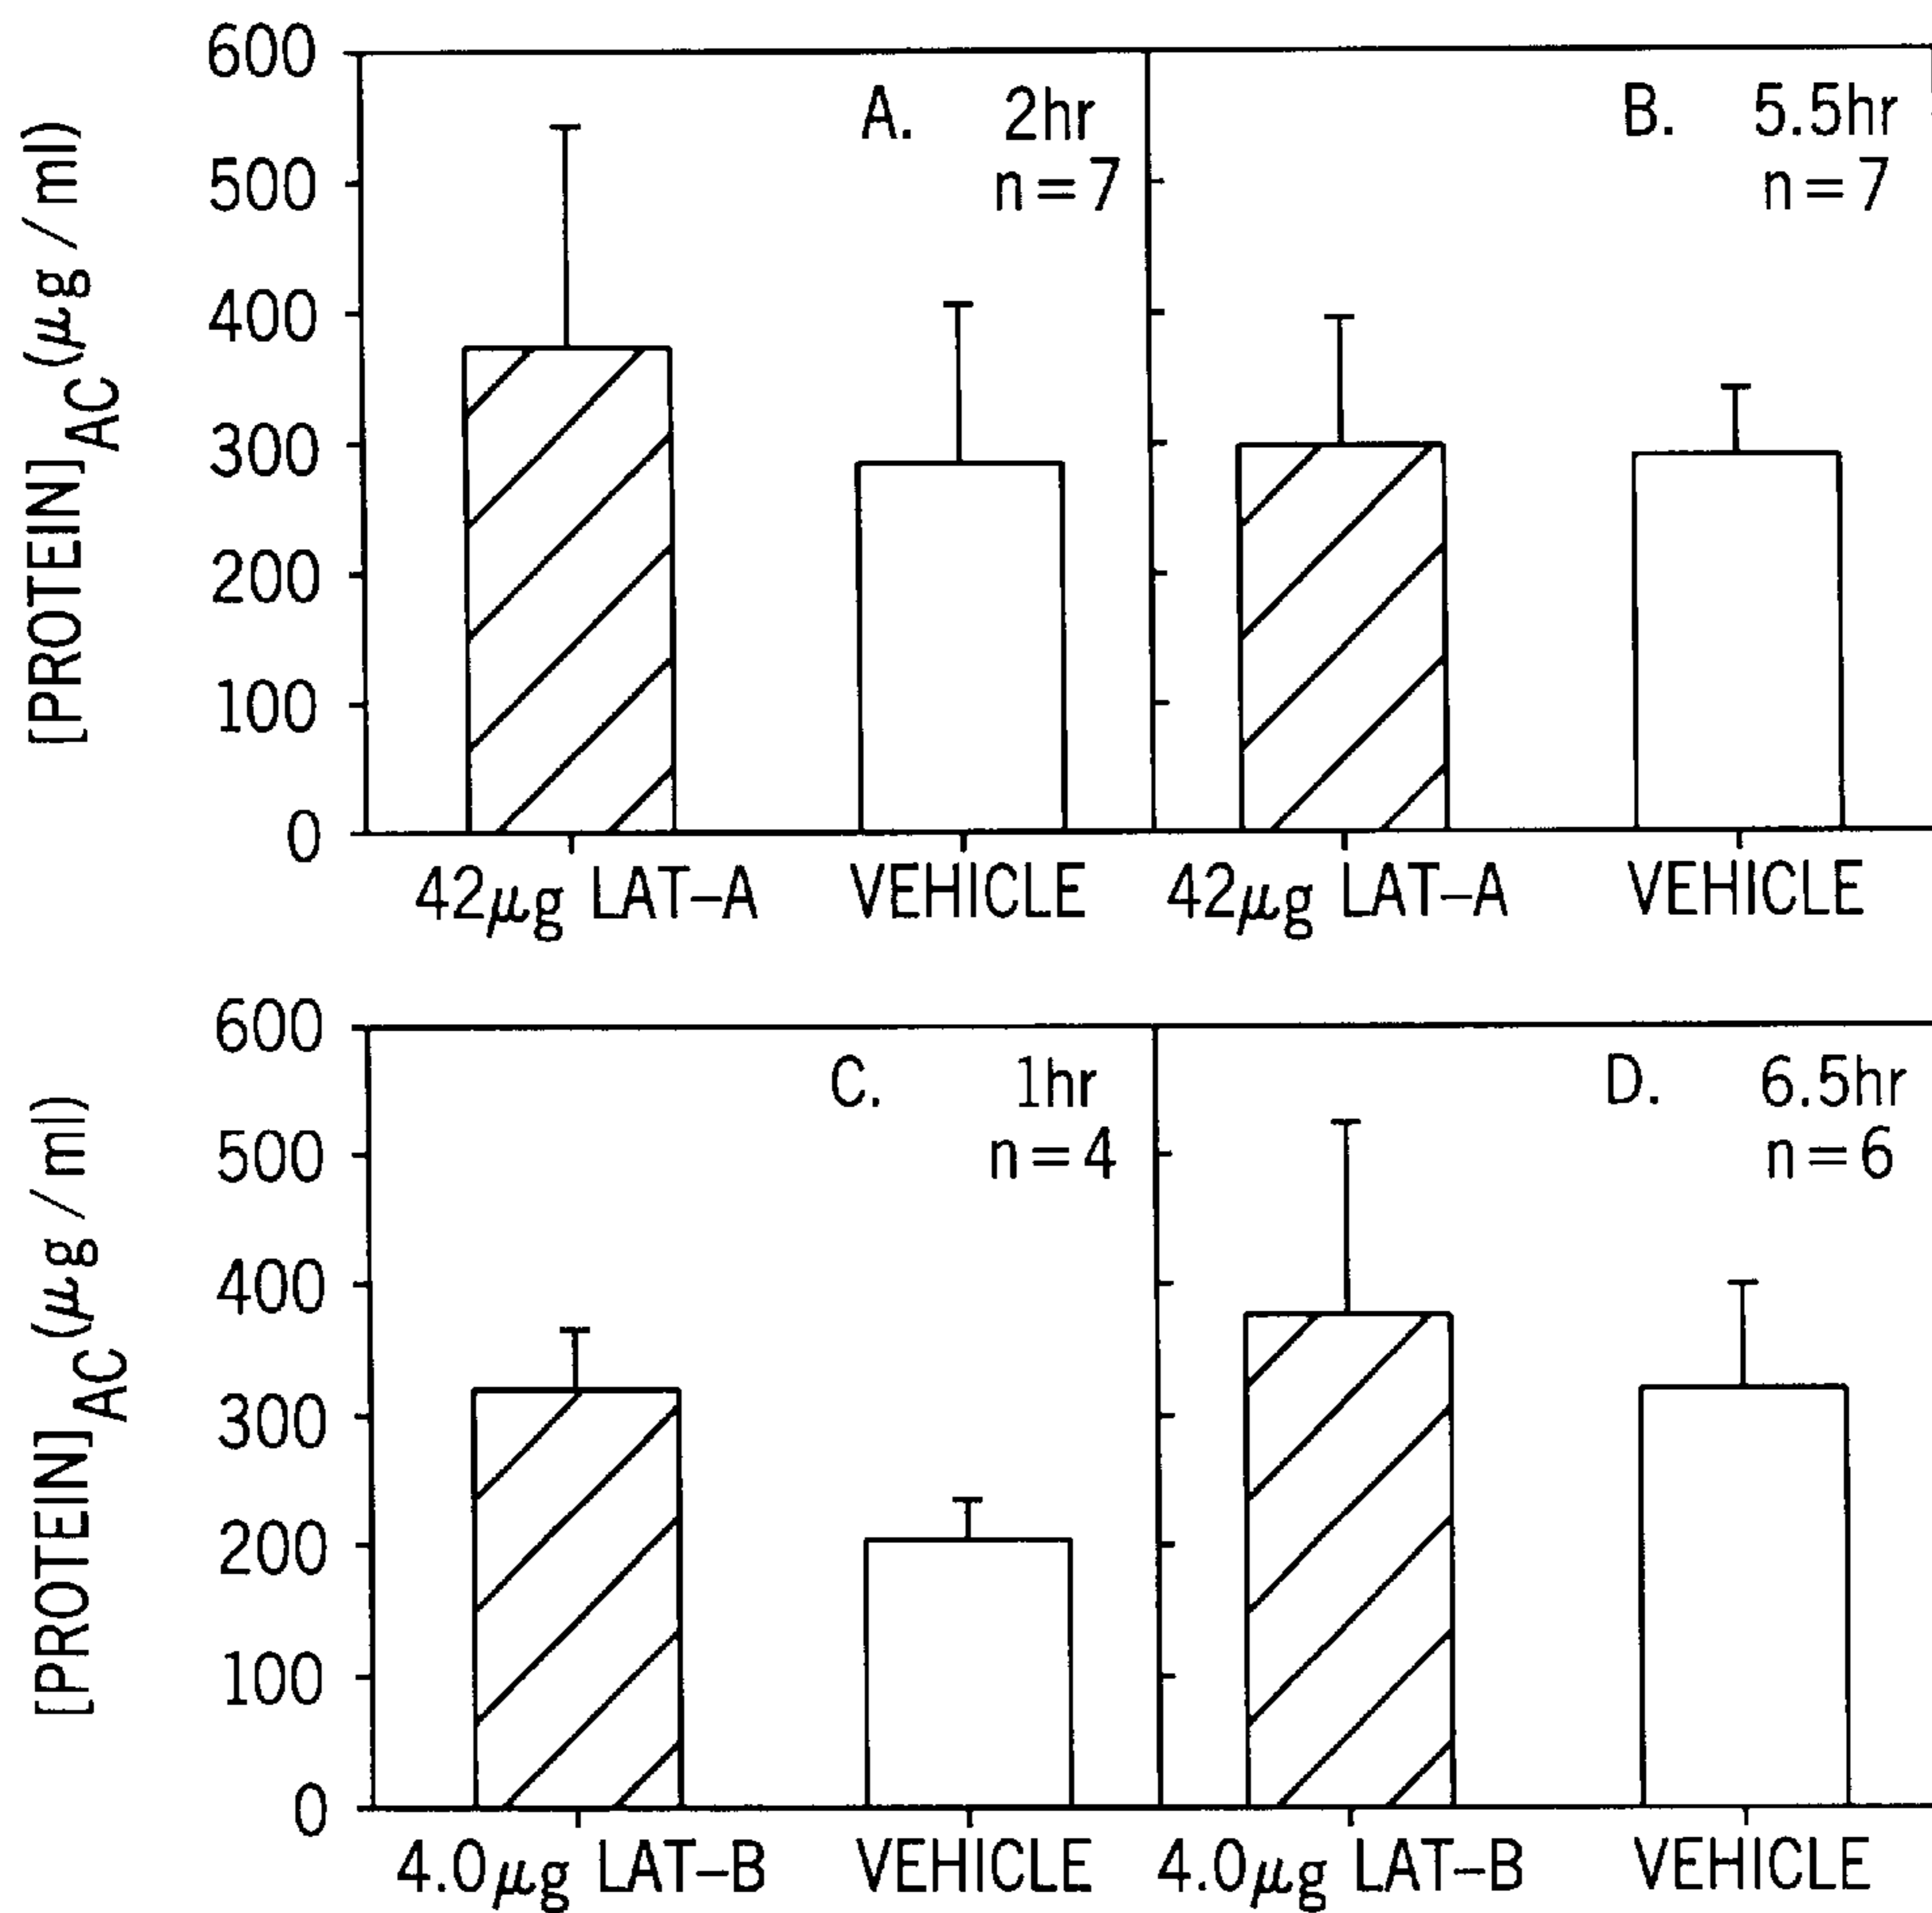 [PROTEIN]AC (μg/ml)
600
500
400
300
200
100
0
A. 2hr
n=7
B. 5.5hr
n=7
42μg LAT–A
VEHICLE
42μg LAT–A
VEHICLE
[PROTEIN]AC (μg/ml)
600
500
400
300
200
100
0
C. 1hr
n=4
D. 6.5hr
n=6
4.0μg LAT–B
VEHICLE
4.0μg LAT–B
VEHICLE